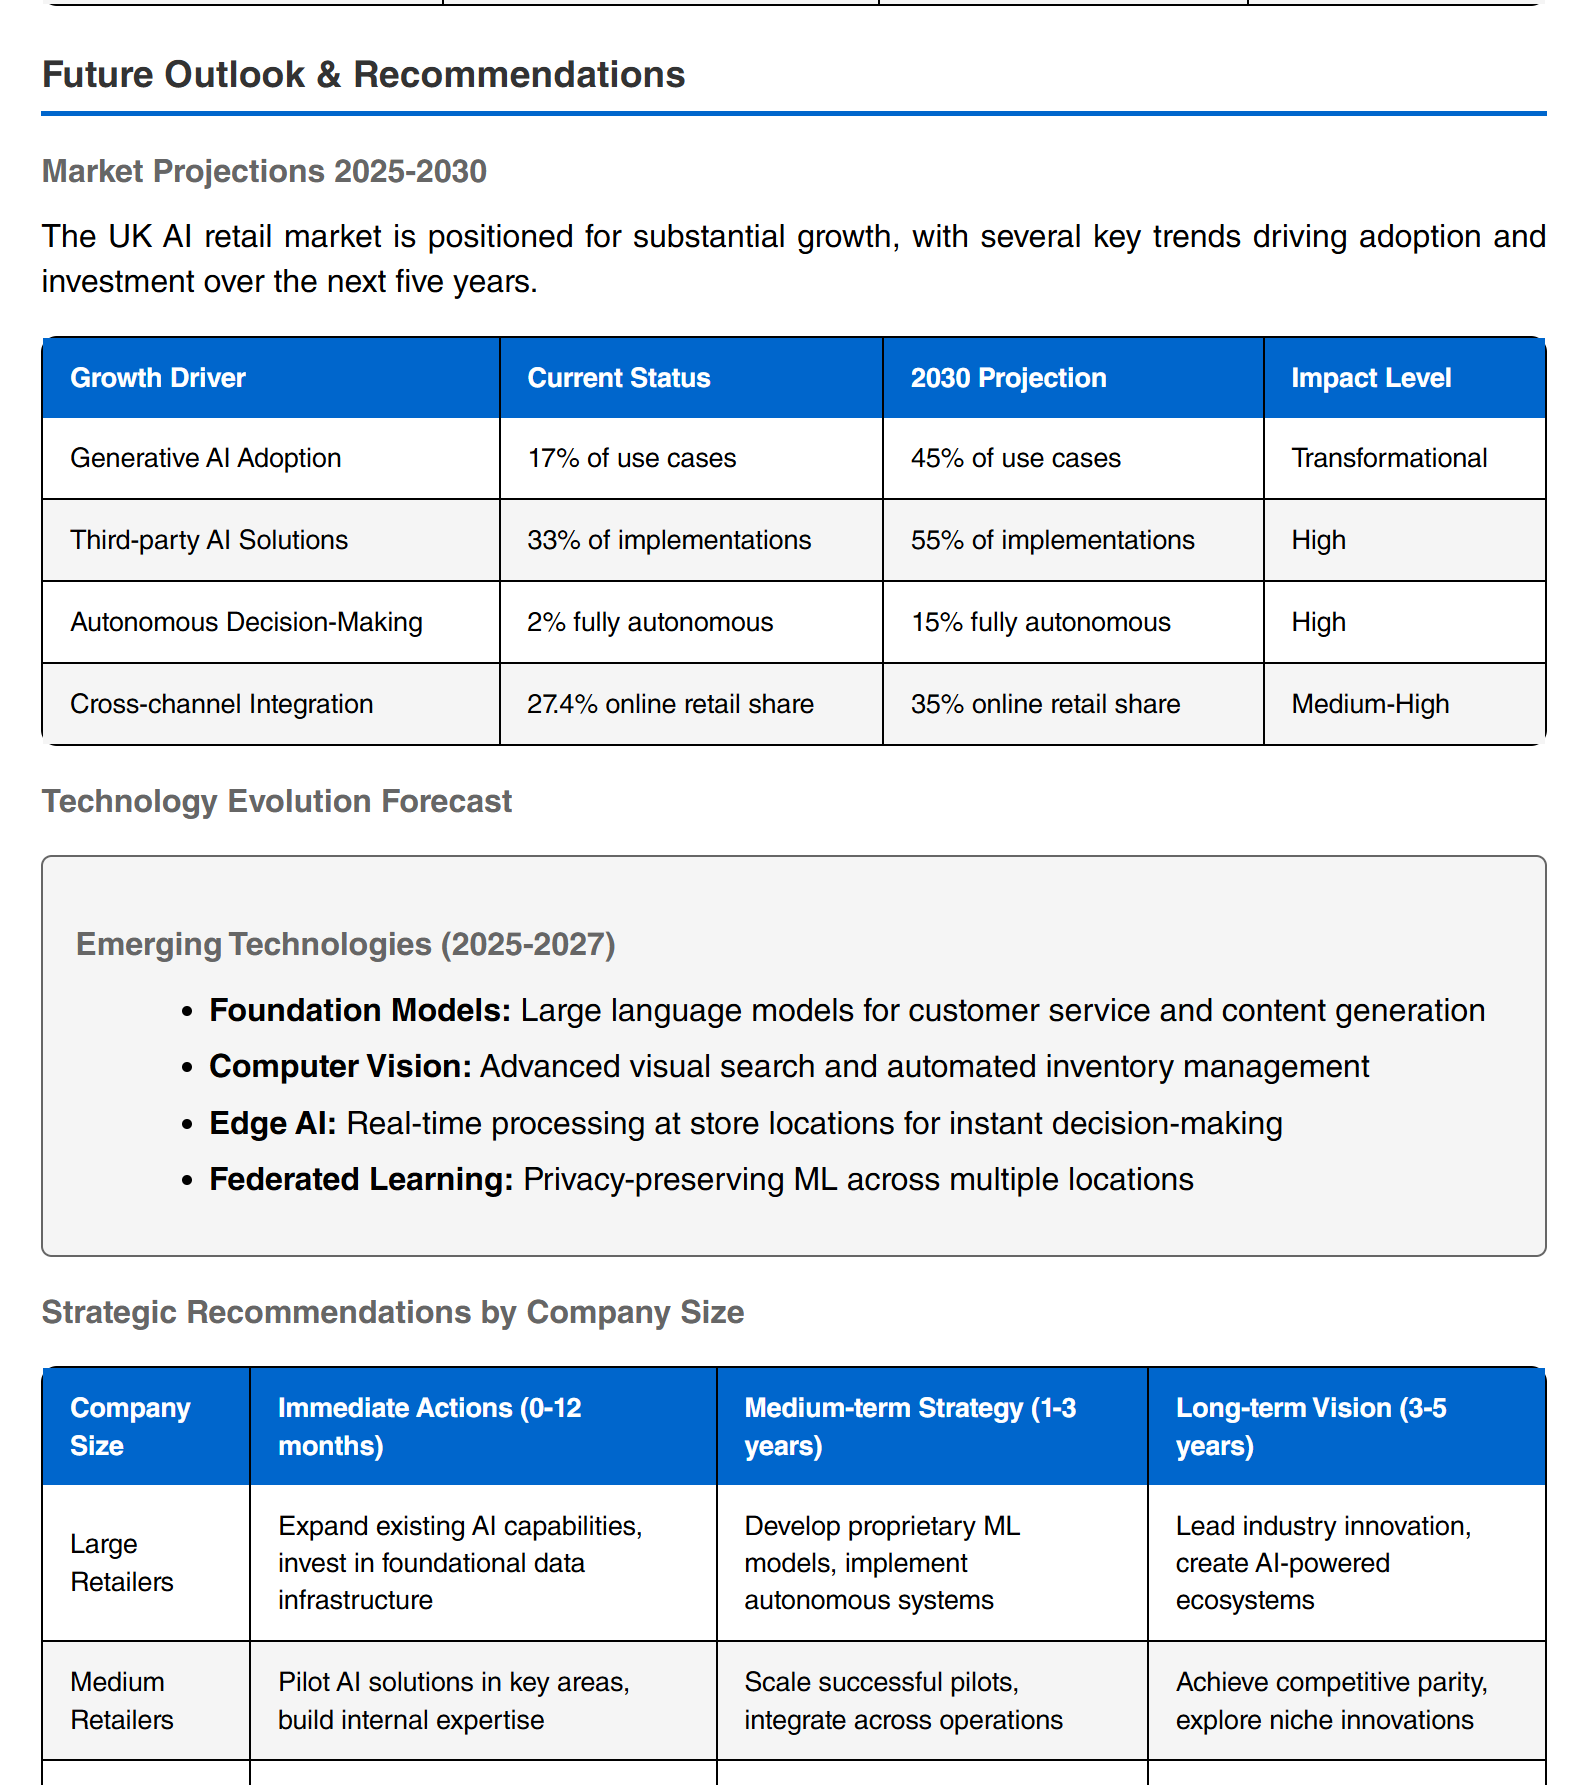 Future Outlook & Recommendations
Market Projections 2025-2030
The UK AI retail market is positioned for substantial growth, with several key trends driving adoption and
investment over the next five years.
Growth Driver Current Status 2030 Projection Impact Level
Generative AI Adoption 17% of use cases 45% of use cases Transformational
Third-party AI Solutions 33% of implementations 55% of implementations High
Autonomous Decision-Making 2% fully autonomous 15% fully autonomous High
Cross-channel Integration 27.4% online retail share 35% online retail share Medium-High
Technology Evolution Forecast
Emerging Technologies (2025-2027)
• Foundation Models: Large language models for customer service and content generation
• Computer Vision: Advanced visual search and automated inventory management
• Edge AI: Real-time processing at store locations for instant decision-making
• Federated Learning: Privacy-preserving ML across multiple locations
Strategic Recommendations by Company Size
Company
Size
Immediate Actions (0-12
months)
Medium-term Strategy (1-3
years)
Long-term Vision (3-5
years)
Large
Retailers
Expand existing AI capabilities,
invest in foundational data
infrastructure
Develop proprietary ML
models, implement
autonomous systems
Lead industry innovation,
create AI-powered
ecosystems
Medium
Retailers
Pilot AI solutions in key areas,
build internal expertise
Scale successful pilots,
integrate across operations
Achieve competitive parity,
explore niche innovations